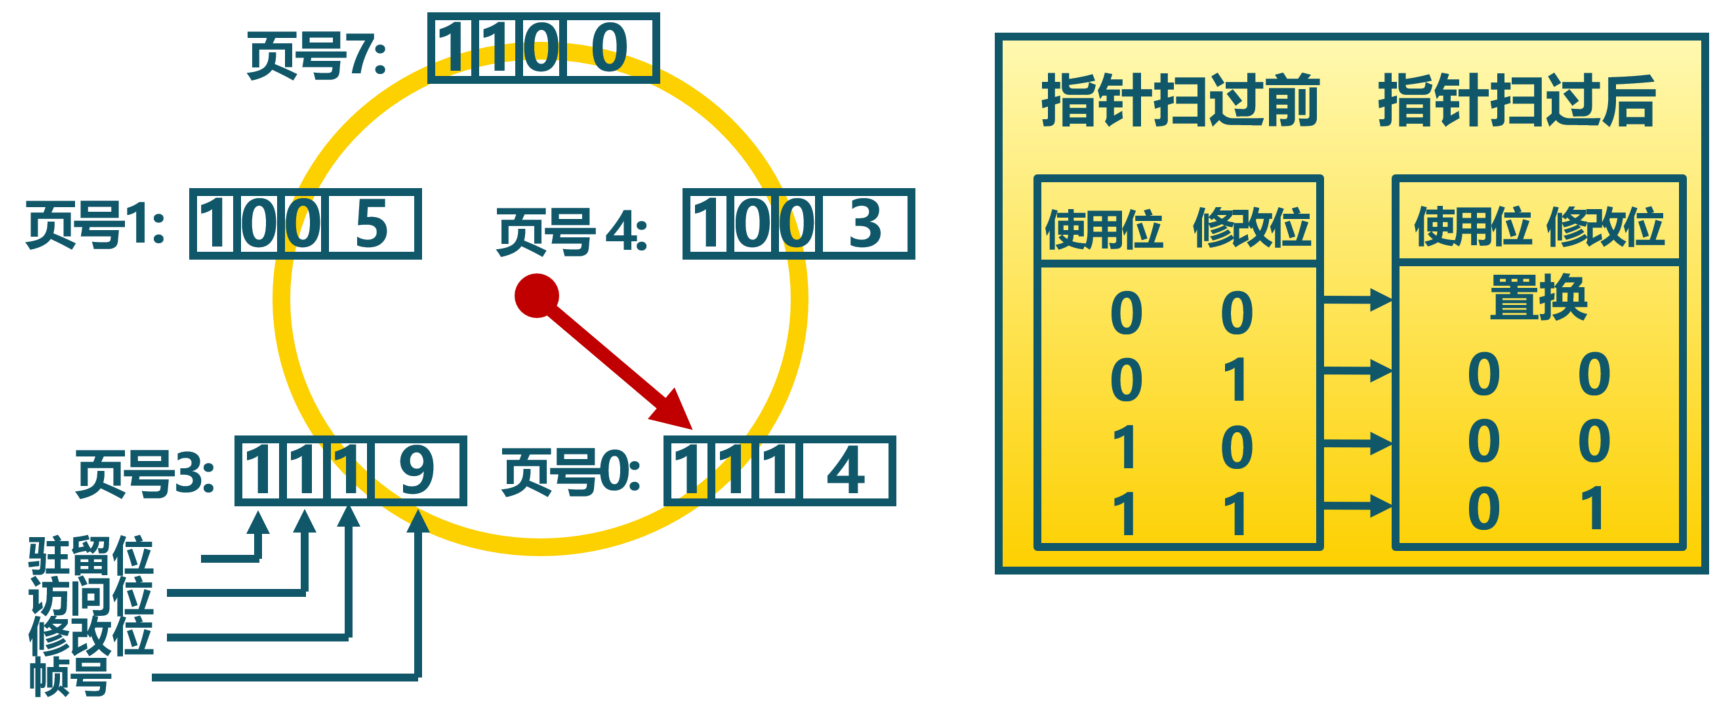 页号7: 1 1 0 0
页号1: 1 0 0 5
页号 4: 1 0 0 3
页号3: 1 1 1 9
页号0: 1 1 1 4
驻留位
访问位
修改位
帧号
指针扫过前 指针扫过后
使用位 修改位 使用位 修改位
0 0 置换
0 1 0 0
1 0 0 0
1 1 0 1